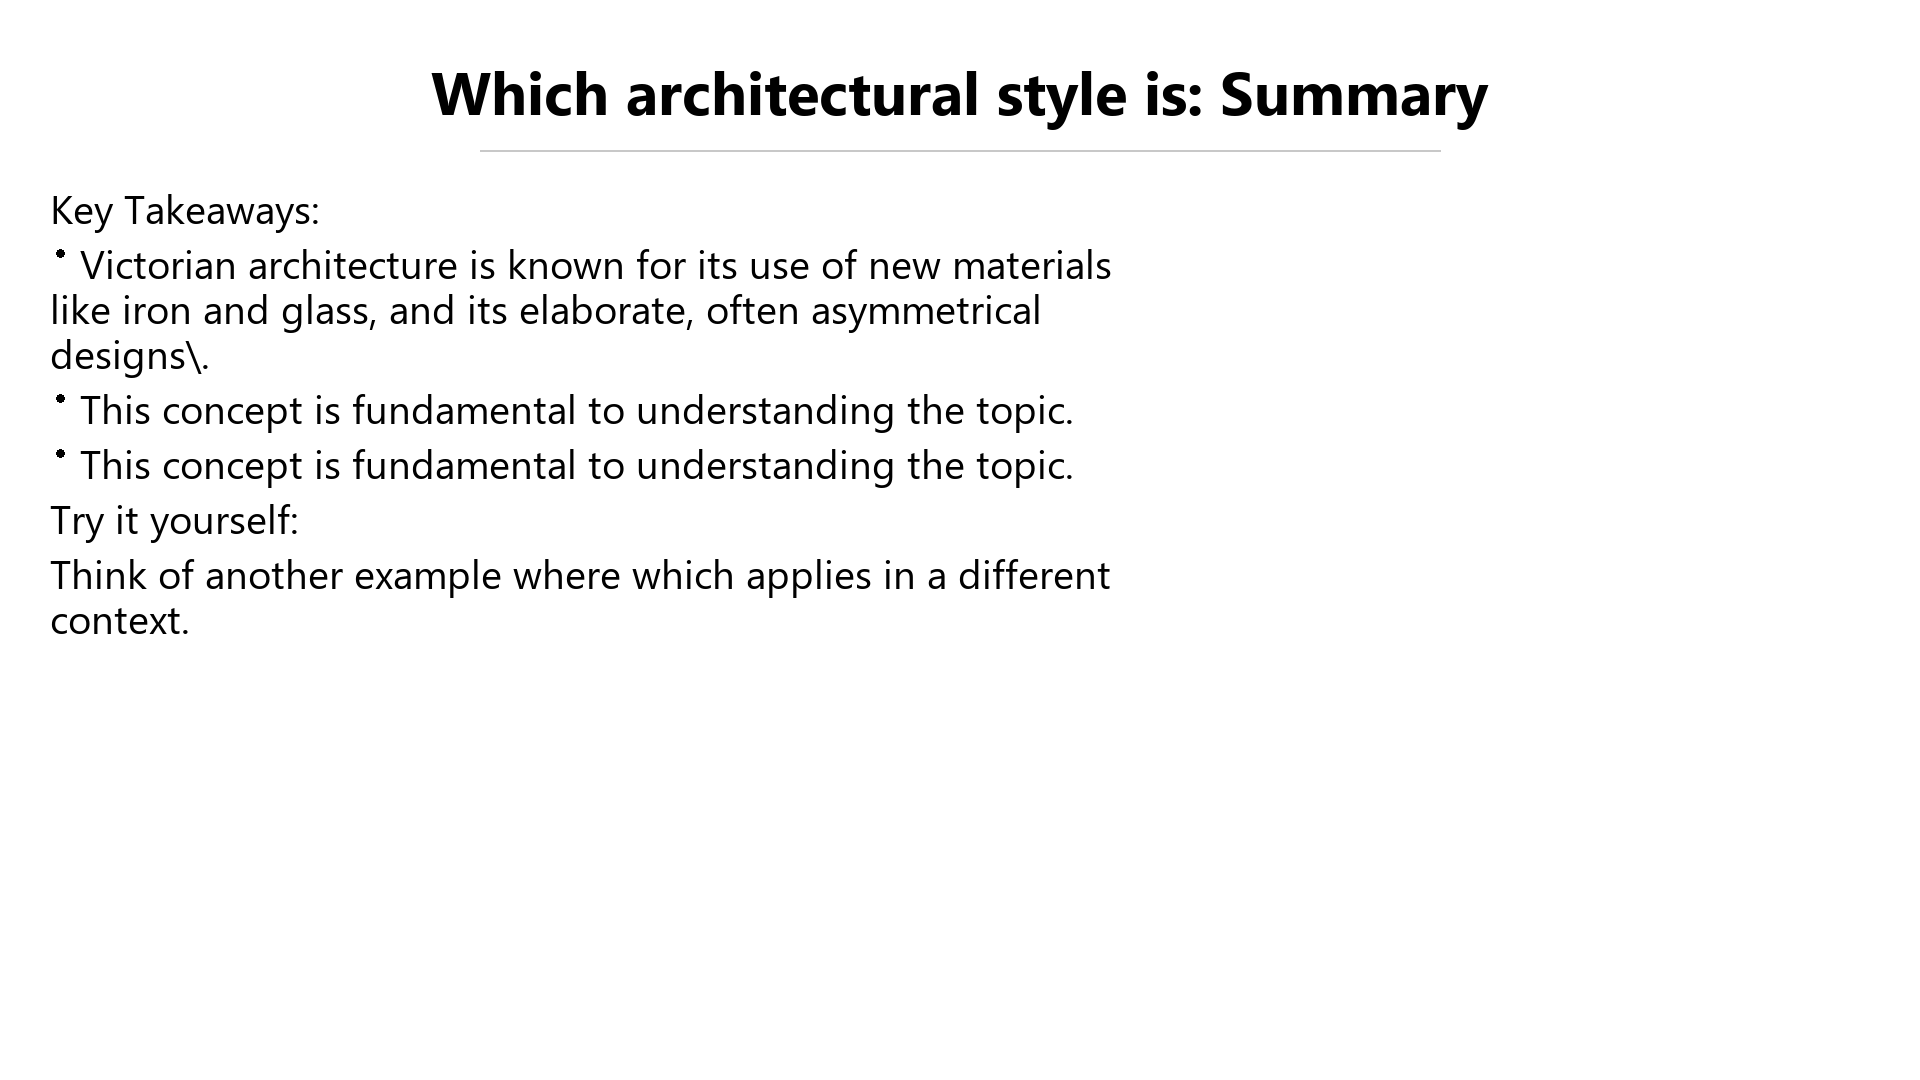 Which architectural style is: Summary
Key Takeaways:
• Victorian architecture is known for its use of new materials
like iron and glass, and its elaborate, often asymmetrical
designs\.
• This concept is fundamental to understanding the topic.
• This concept is fundamental to understanding the topic.
Try it yourself:
Think of another example where which applies in a different
context.